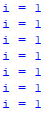 i = 1
i = 1
i = 1
i = 1
i = 1
i = 1
i = 1